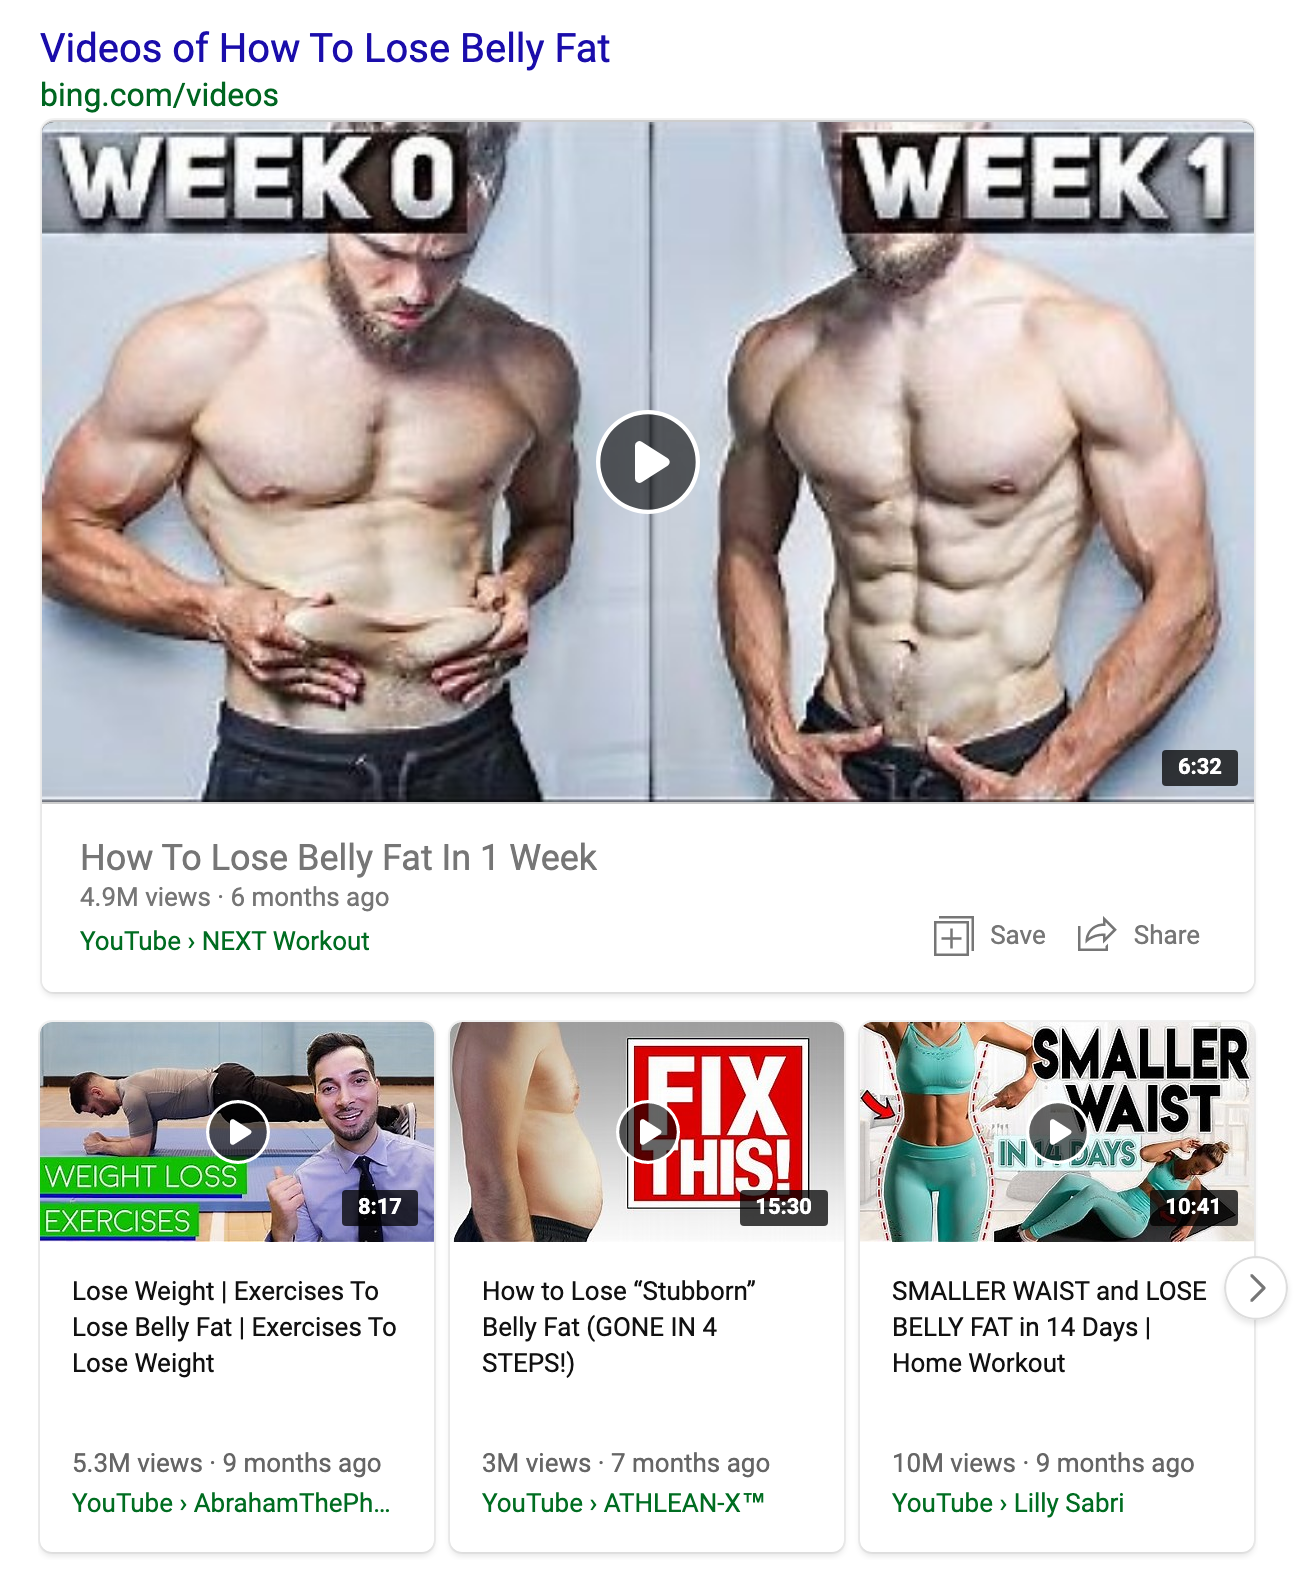 Videos of How To Lose Belly Fat
bing.com/videos
WEEK 0
WEEK 1
6:32
How To Lose Belly Fat In 1 Week
4.9M views · 6 months ago
YouTube › NEXT Workout
Save
Share
WEIGHT LOSS
EXERCISES
8:17
Lose Weight | Exercises To
Lose Belly Fat | Exercises To
Lose Weight
5.3M views · 9 months ago
YouTube › AbrahamThePh...
FIX
THIS!
15:30
How to Lose “Stubborn”
Belly Fat (GONE IN 4
STEPS!)
3M views · 7 months ago
YouTube › ATHLEAN-X™
SMALLER
WAIST
IN 14 DAYS
10:41
SMALLER WAIST and LOSE
BELLY FAT in 14 Days |
Home Workout
10M views · 9 months ago
YouTube › Lilly Sabri